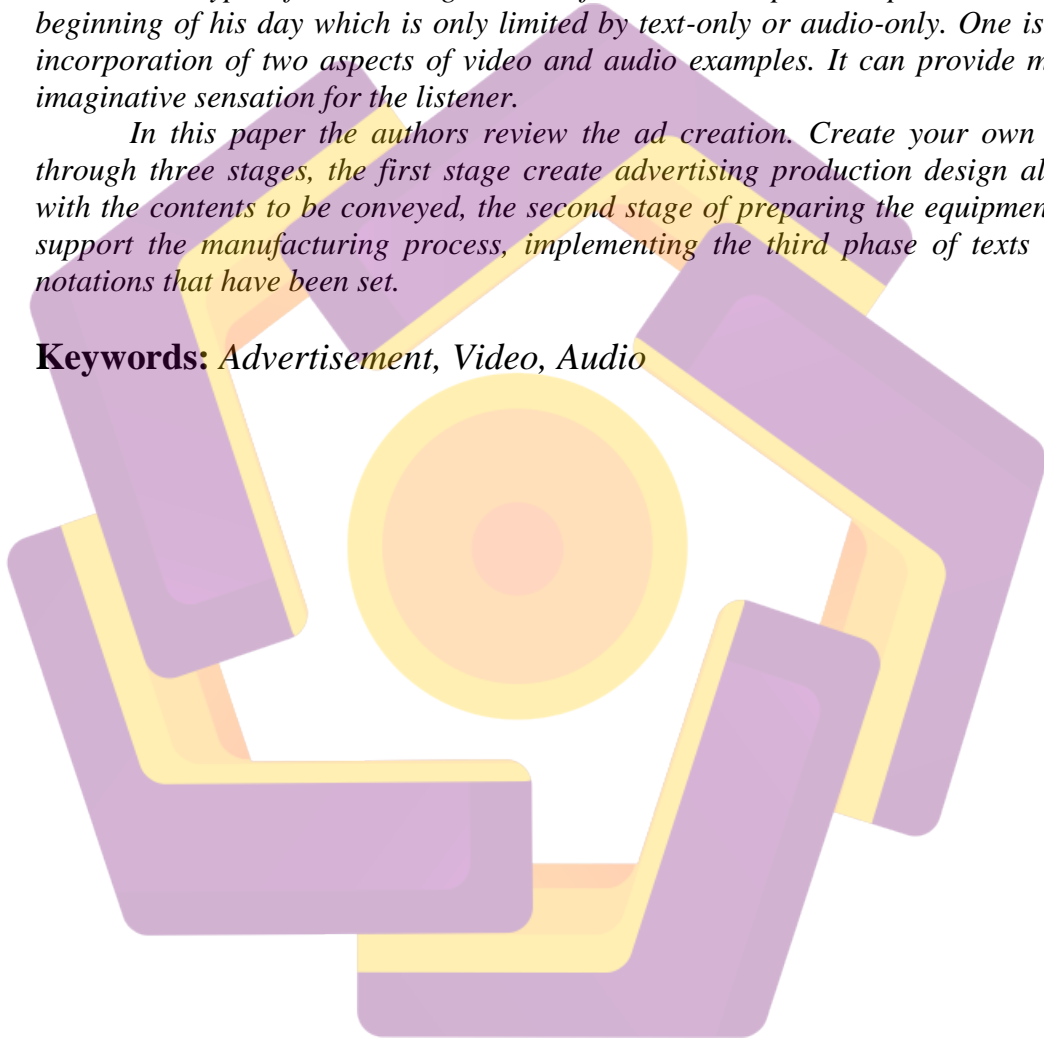 beginning of his day which is only limited by text-only or audio-only. One is
incorporation of two aspects of video and audio examples. It can provide m
imaginative sensation for the listener.
In this paper the authors review the ad creation. Create your own
through three stages, the first stage create advertising production design al
with the contents to be conveyed, the second stage of preparing the equipmen
support the manufacturing process, implementing the third phase of texts
notations that have been set.
Keywords: Advertisement, Video, Audio